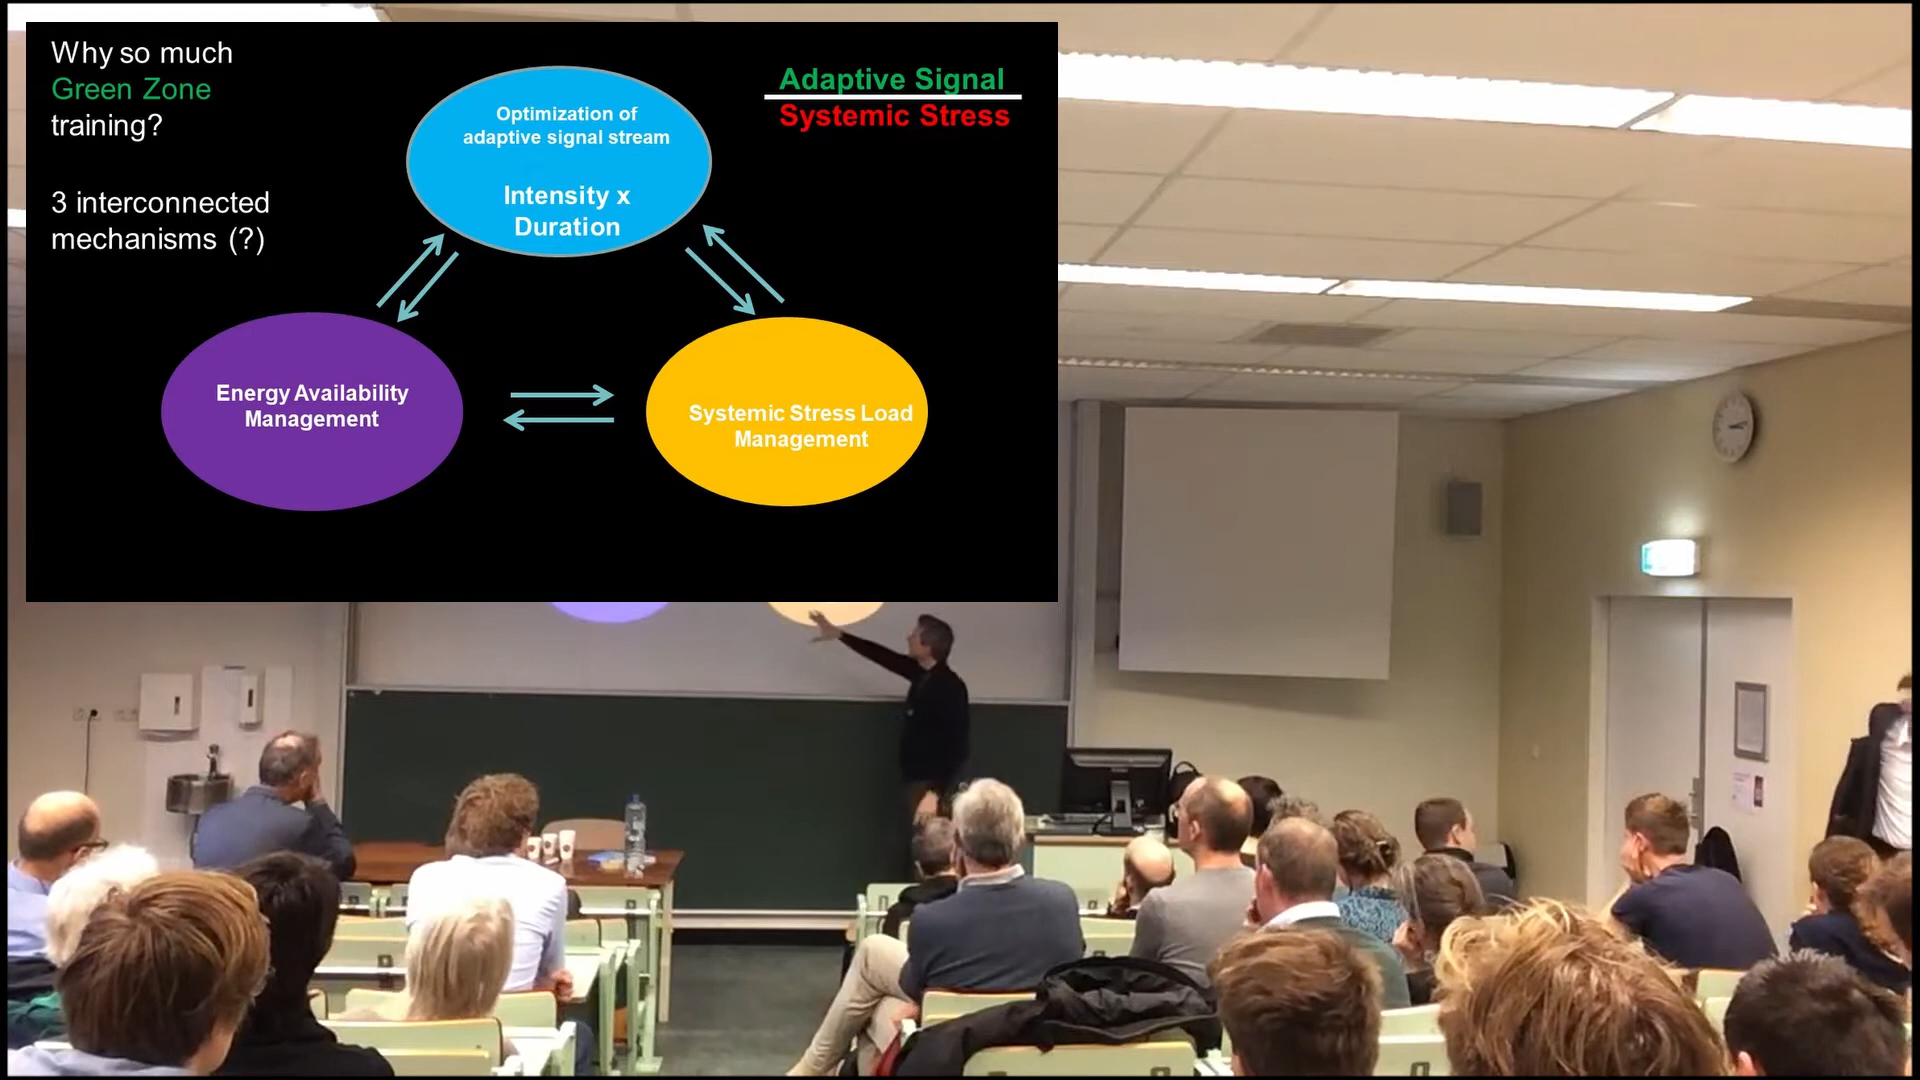 Why so much
Green Zone
training?
3 interconnected
mechanisms (?)
Optimization of
adaptive signal stream
Intensity x
Duration
Adaptive Signal
Systemic Stress
Energy Availability
Management
Systemic Stress Load
Management